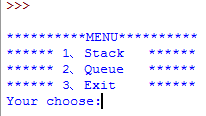 >>>
**********MENU**********
****** 1、Stack   ******
****** 2、Queue   ******
****** 3、Exit    ******
Your choose: